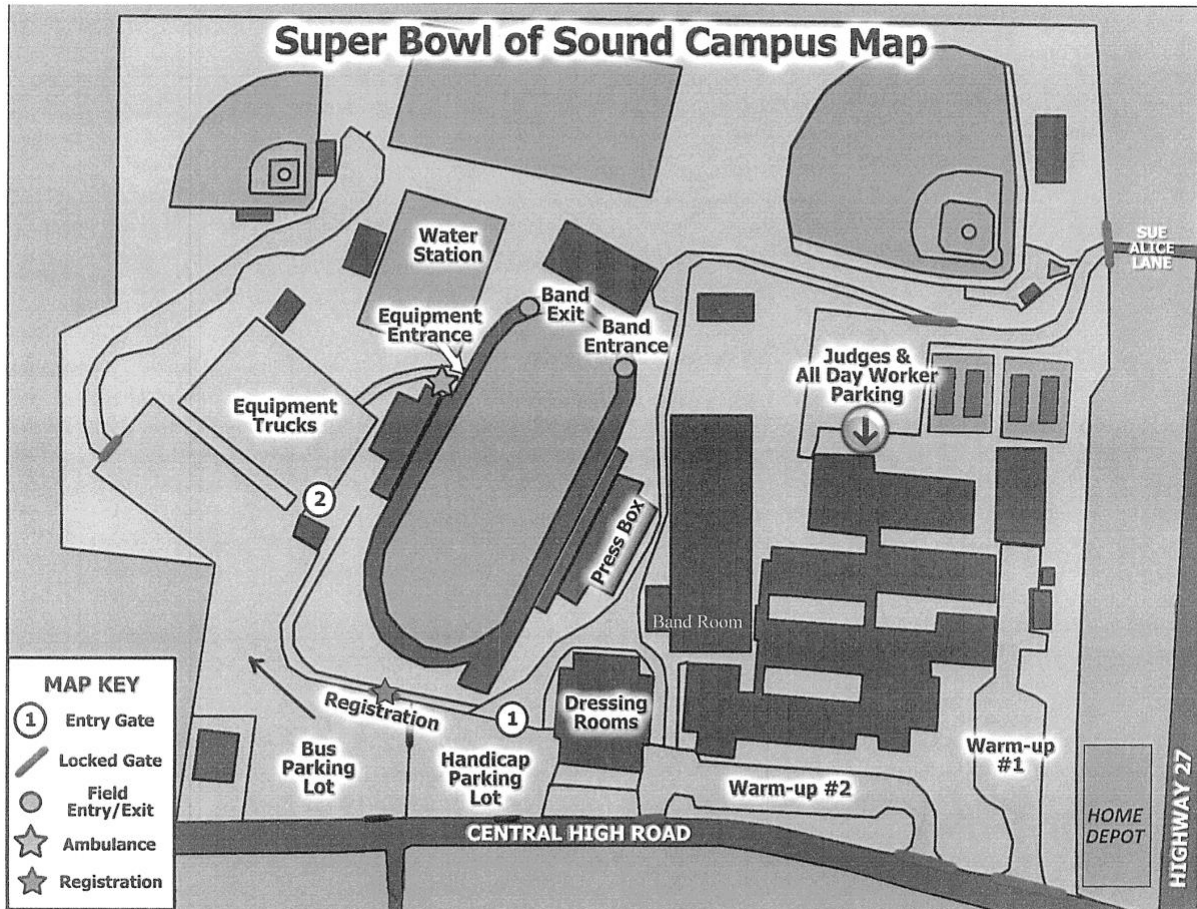 Super Bowl of Sound Campus Map
Water
Station
SUE
ALICE
LANE
Band
Exit
Equipment
Entrance
Band
Entrance
Judges &
All Day Worker
Parking
Equipment
Trucks
2
Press Box
Band Room
MAP KEY
1 Entry Gate
Locked Gate
Field
Entry/Exit
Ambulance
Registration
Registration
1
Dressing
Rooms
Bus
Parking
Lot
Handicap
Parking
Lot
Warm-up
#1
Warm-up #2
HOME
DEPOT
CENTRAL HIGH ROAD
HIGHWAY 27